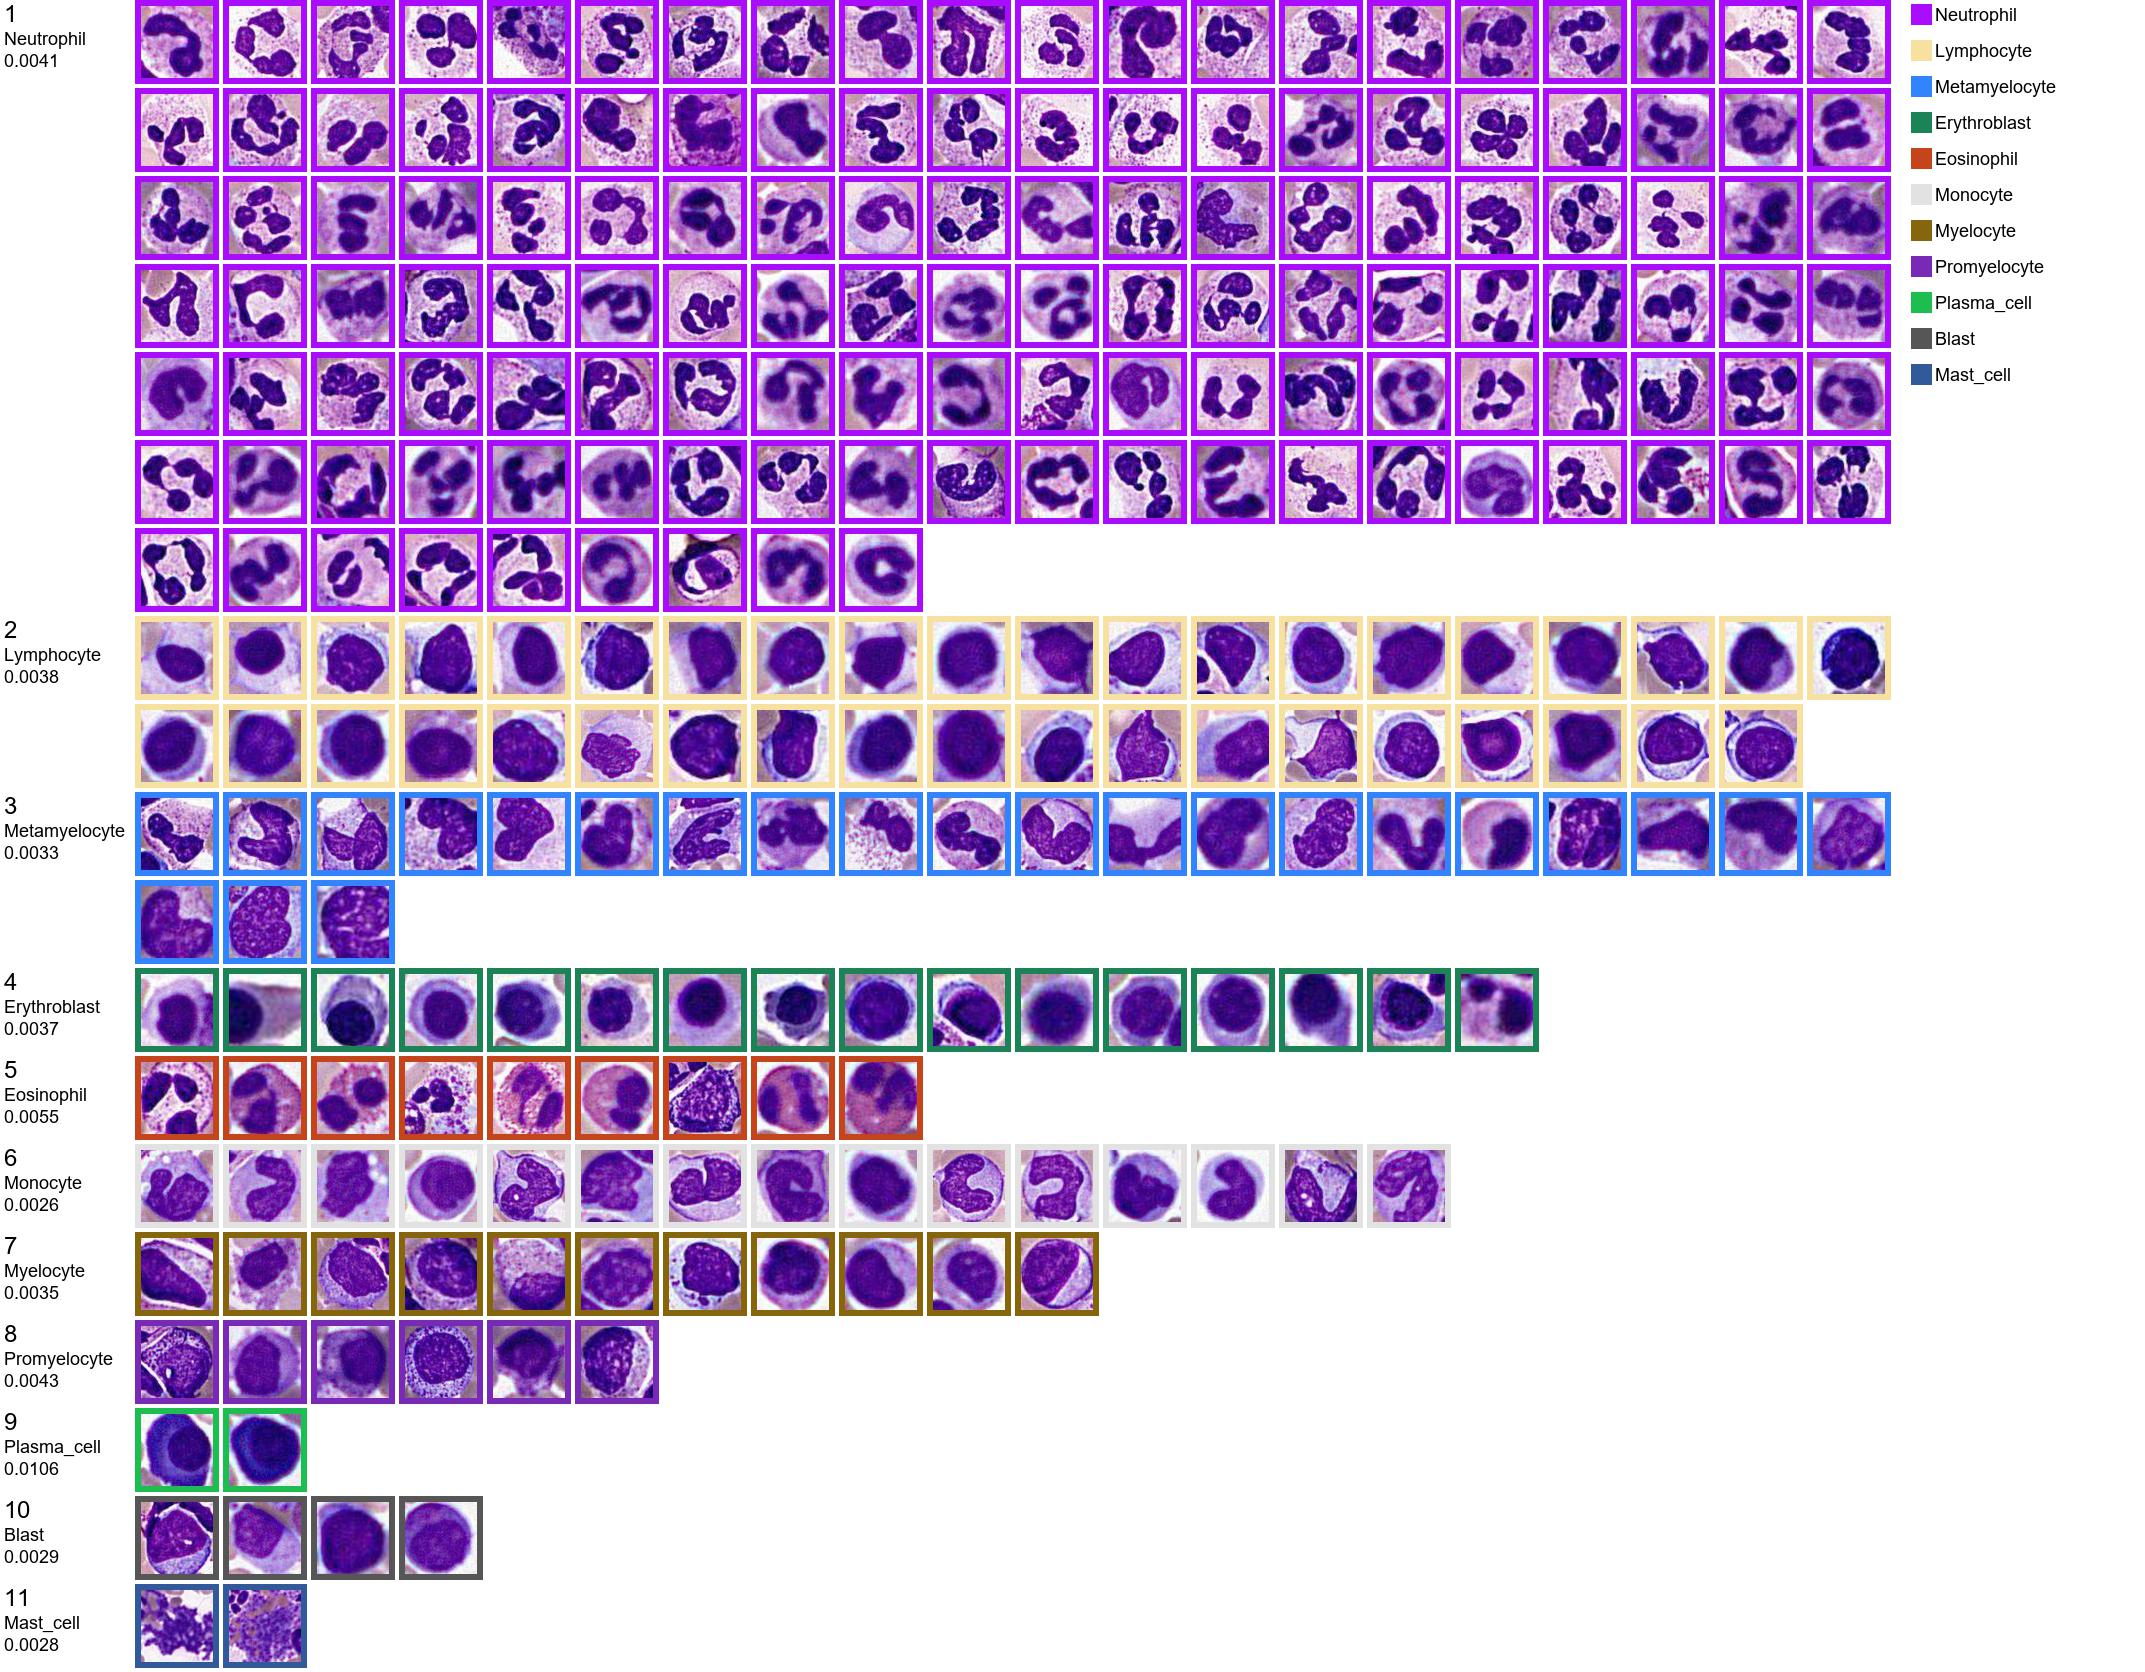 1
Neutrophil
0.0041
2
Lymphocyte
0.0038
3
Metamyelocyte
0.0033
4
Erythroblast
0.0037
5
Eosinophil
0.0055
6
Monocyte
0.0026
7
Myelocyte
0.0035
8
Promyelocyte
0.0043
9
Plasma_cell
0.0106
10
Blast
0.0029
11
Mast_cell
0.0028
Neutrophil
Lymphocyte
Metamyelocyte
Erythroblast
Eosinophil
Monocyte
Myelocyte
Promyelocyte
Plasma_cell
Blast
Mast_cell